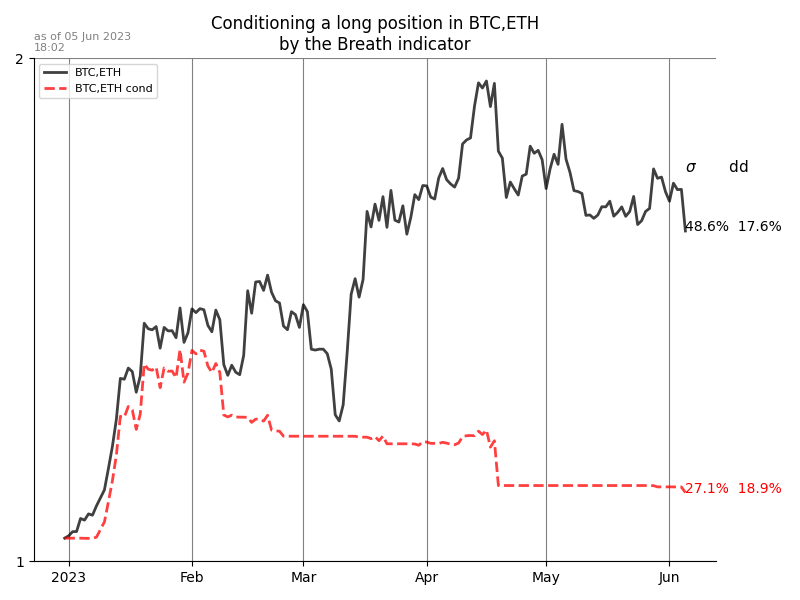 Conditioning a long position in BTC,ETH
by the Breath indicator
as of 05 Jun 2023
18:02
2
BTC,ETH
BTC,ETH cond
σ dd
48.6% 17.6%
27.1% 18.9%
1
2023 Feb Mar Apr May Jun